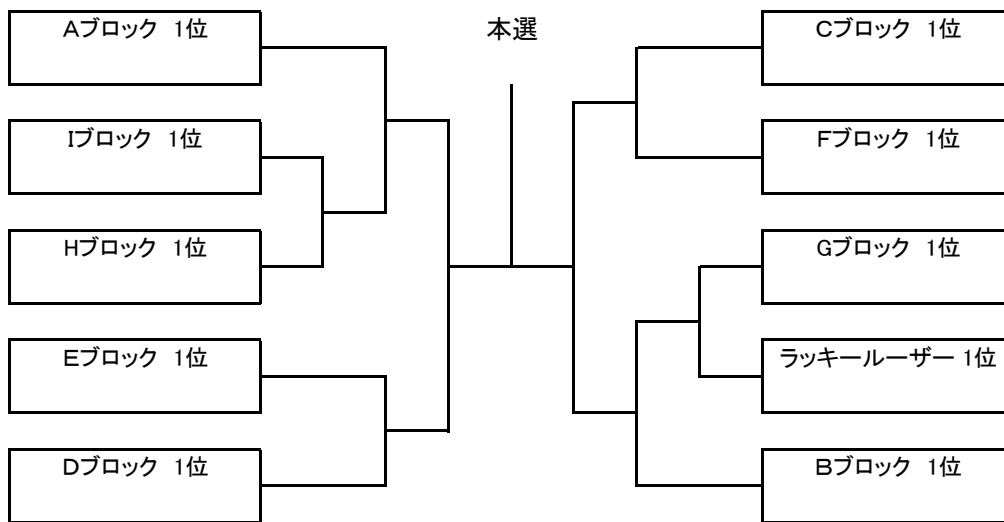 本選
Aブロック 1位
Iブロック 1位
Hブロック 1位
Eブロック 1位
Dブロック 1位
Cブロック 1位
Fブロック 1位
Gブロック 1位
ラッキールーザー 1位
Bブロック 1位